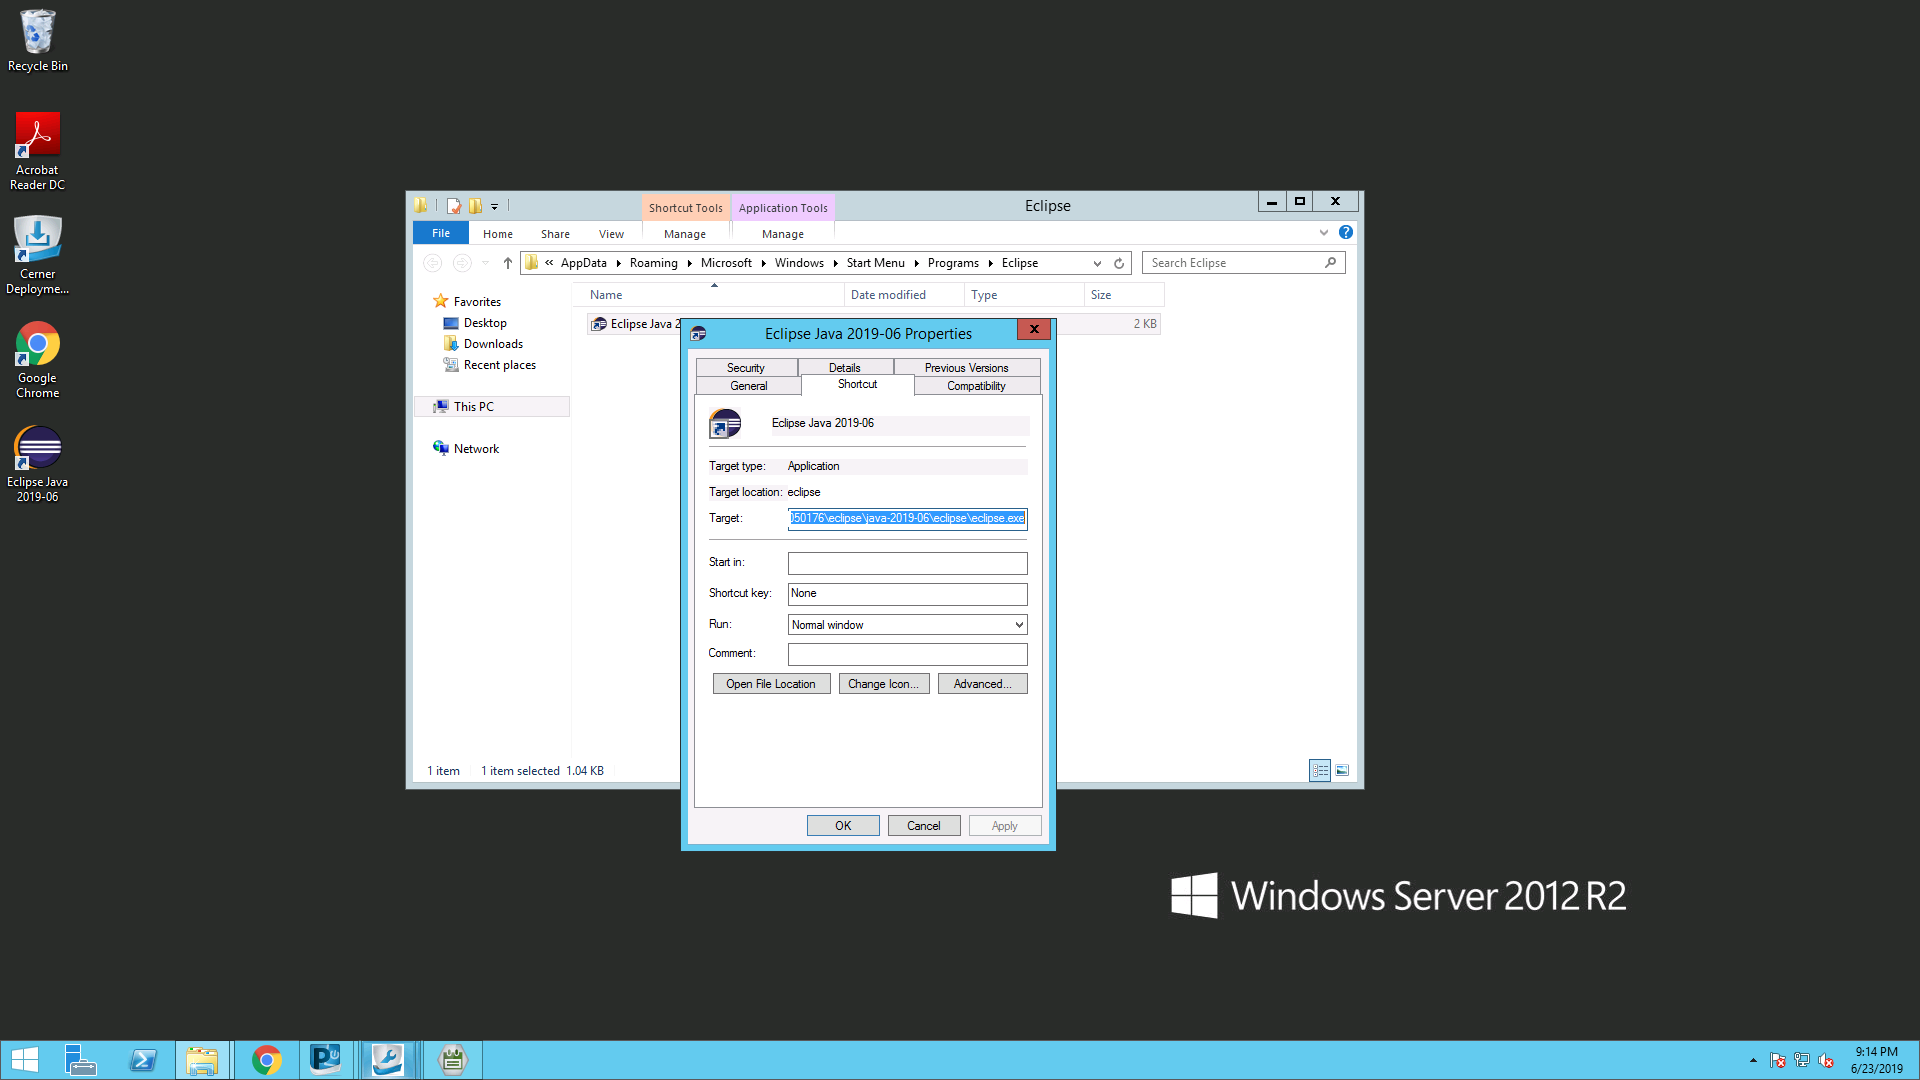 Recycle Bin
Acrobat
Reader DC
Cerner
Deployme...
Google
Chrome
Eclipse Java
2019-06
Shortcut Tools
Application Tools
Eclipse
File
Home
Share
View
Manage
Manage
«
AppData
Roaming
Microsoft
Windows
Start Menu
Programs
Eclipse
Search Eclipse
Name
Date modified
Type
Size
Favorites
Desktop
Downloads
Recent places
This PC
Network
Eclipse Java 2
2 KB
1 item
1 item selected 1.04 KB
Eclipse Java 2019-06 Properties
Security
Details
Previous Versions
General
Shortcut
Compatibility
Eclipse Java 2019-06
Target type: Application
Target location: eclipse
Target: 050176\eclipse\java-2019-06\eclipse\eclipse.exe
Start in:
Shortcut key: None
Run: Normal window
Comment:
Open File Location
Change Icon...
Advanced...
OK
Cancel
Apply
Windows Server 2012 R2
9:14 PM
6/23/2019